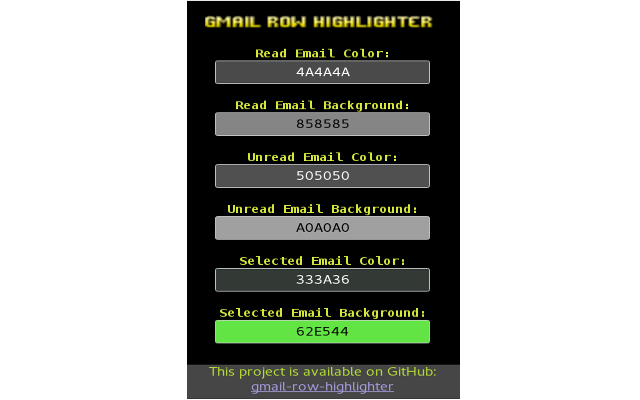 GMAIL ROW HIGHLIGHTER
Read Email Color:
4A4A4A
Read Email Background:
858585
Unread Email Color:
505050
Unread Email Background:
A0A0A0
Selected Email Color:
333A36
Selected Email Background:
62E544
This project is available on GitHub:
gmail-row-highlighter